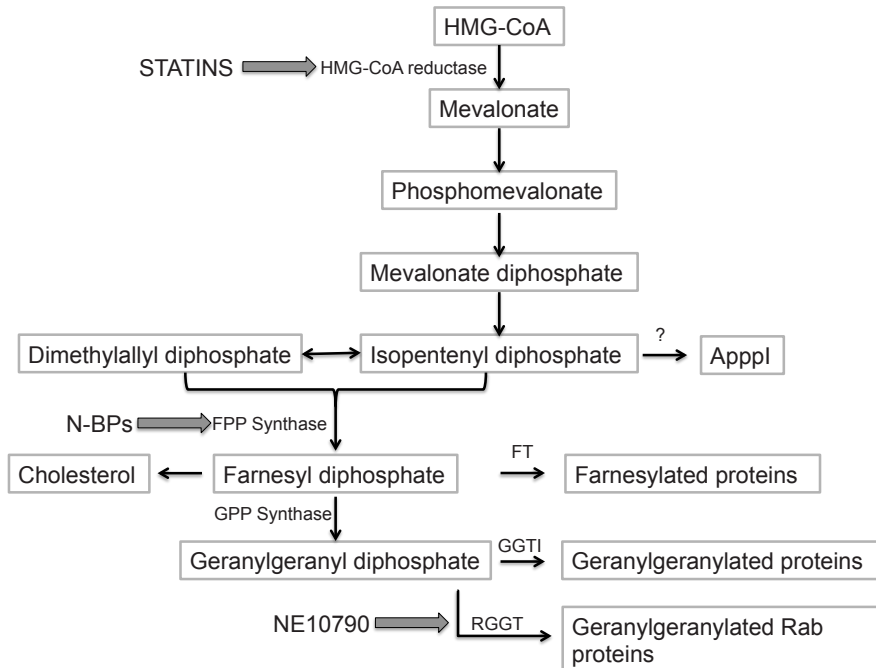 HMG-CoA
STATINS
HMG-CoA reductase
Mevalonate
Phosphomevalonate
Mevalonate diphosphate
?
Dimethylallyl diphosphate
Isopentenyl diphosphate
ApppI
N-BPs
FPP Synthase
FT
Cholesterol
Farnesyl diphosphate
Farnesylated proteins
GPP Synthase
GGTI
Geranylgeranyl diphosphate
Geranylgeranylated proteins
NE10790
RGGT
Geranylgeranylated Rab
proteins